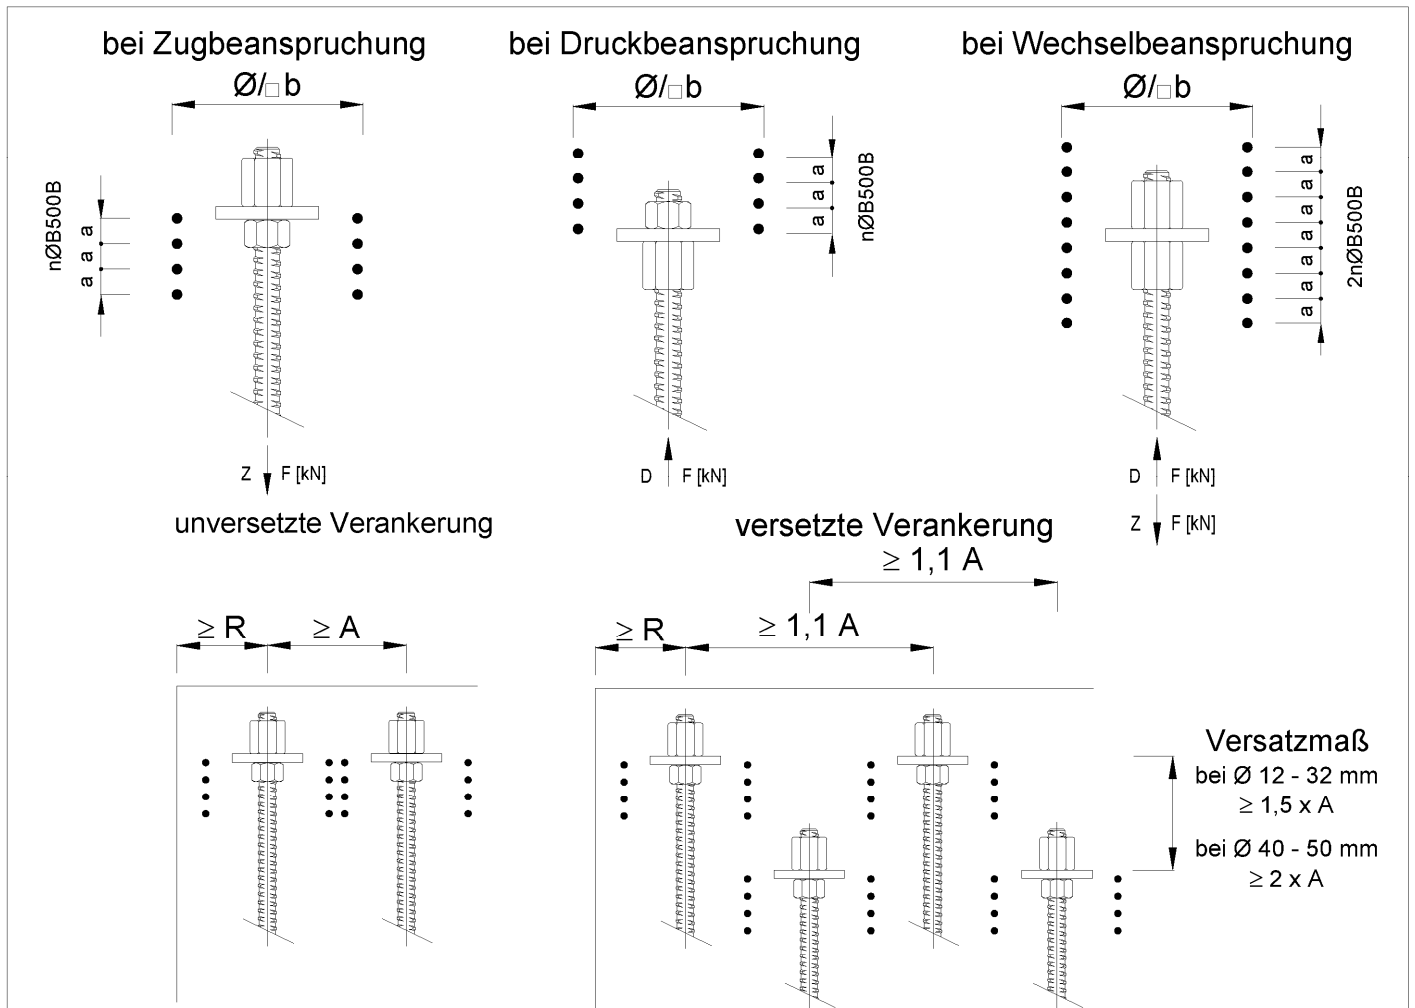 bei Zugbeanspruchung
Ø/□ b
nØB500B
a
a
a
Z F [kN]
bei Druckbeanspruchung
Ø/□ b
a
a
a
nØB500B
D F [kN]
bei Wechselbeanspruchung
Ø/□ b
a
a
a
a
a
a
a
2nØB500B
D F [kN]
Z F [kN]
unversetzte Verankerung
≥ R
≥ A
versetzte Verankerung
≥ 1,1 A
≥ R
≥ 1,1 A
Versatzmaß
bei Ø 12 - 32 mm
≥ 1,5 x A
bei Ø 40 - 50 mm
≥ 2 x A